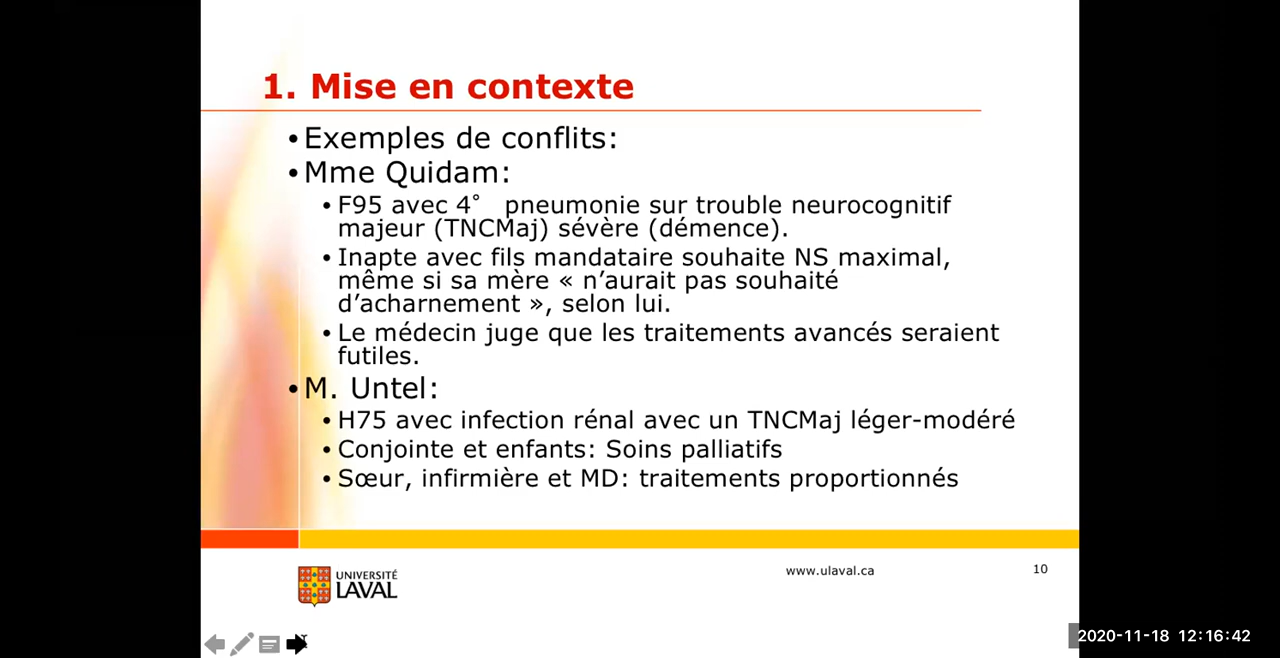 1. Mise en contexte
•Exemples de conflits:
•Mme Quidam:
•F95 avec 4° pneumonie sur trouble neurocognitif
majeur (TNCMaj) sévère (démence).
•Inapte avec fils mandataire souhaite NS maximal,
même si sa mère « n’aurait pas souhaité
d’acharnement », selon lui.
•Le médecin juge que les traitements avancés seraient
futiles.
•M. Untel:
•H75 avec infection rénal avec un TNCMaj léger-modéré
•Conjointe et enfants: Soins palliatifs
•Sœur, infirmière et MD: traitements proportionnés
UNIVERSITÉ
LAVAL
www.ulaval.ca
10
2020-11-18 12:16:42